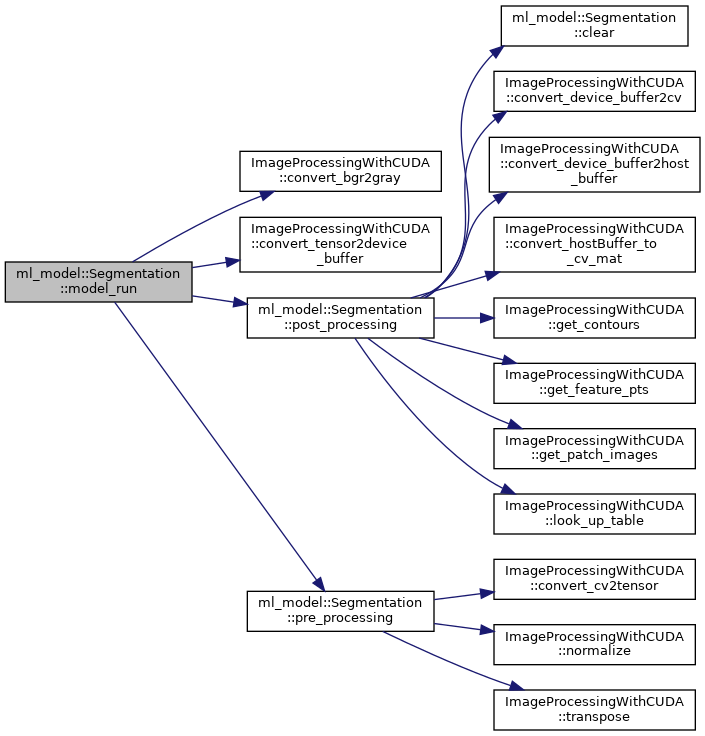 ml_model::Segmentation
::model_run
ImageProcessingWithCUDA
::convert_bgr2gray
ImageProcessingWithCUDA
::convert_tensor2device
_buffer
ml_model::Segmentation
::post_processing
ml_model::Segmentation
::clear
ImageProcessingWithCUDA
::convert_device_buffer2cv
ImageProcessingWithCUDA
::convert_device_buffer2host
_buffer
ImageProcessingWithCUDA
::convert_hostBuffer_to
_cv_mat
ImageProcessingWithCUDA
::get_contours
ImageProcessingWithCUDA
::get_feature_pts
ImageProcessingWithCUDA
::get_patch_images
ImageProcessingWithCUDA
::look_up_table
ml_model::Segmentation
::pre_processing
ImageProcessingWithCUDA
::convert_cv2tensor
ImageProcessingWithCUDA
::normalize
ImageProcessingWithCUDA
::transpose